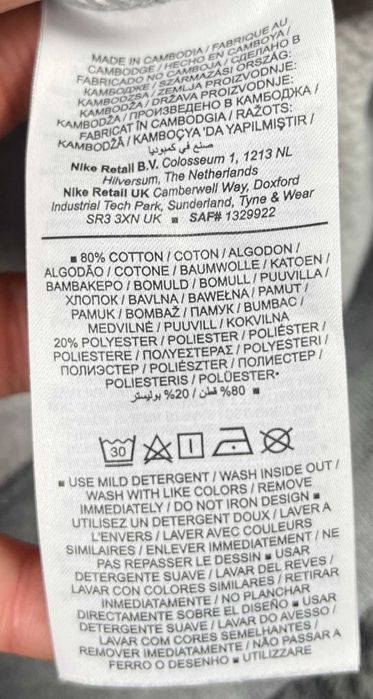 MADE IN CAMBODIA / FABRIQUE AU
CAMBODGE / HECHO EN CAMBOYA /
FABRICADO NO CAMBOJA / СДЕЛАНО В
КАМБОДЖЕ / SZÁRMAZÁSI ORSZÁG:
KAMBODZSA / ZEMLJA PROIZVODNJE:
KAMBODŽA / DRŽAVA PROIZVODNJE:
KAMBODŽA / ПРОИЗВЕДЕНО В КАМБОДЖА /
FABRICAT ÎN CAMBODGIA / RAŽOTS:
KAMBODŽĀ / KAMBOÇYA 'DA YAPILMIŞTIR /
صنع في كمبوديا
Nike Retail B.V. Colosseum 1, 1213 NL
Hilversum, The Netherlands
Nike Retail UK Camberwell Way, Doxford
Industrial Tech Park, Sunderland, Tyne & Wear
SR3 3XN UK ■ SAF# 1329922
■ 80% COTTON / COTON / ALGODON /
ALGODÃO / COTONE / BAUMWOLLE / KATOEN /
ΒΑΜΒΑΚΕΡΟ / BOMULD / BOMULL / PUUVILLA /
ХЛОПОК / BAVLNA / BAWEŁNA / PAMUT /
PAMUK / BOMBAŽ / ПАМУК / BUMBAC /
MEDVILNĖ / PUUVILL / KOKVILNA
20% POLYESTER / POLIESTER / POLIÉSTER /
POLIESTERE / ΠΟΛΥΕΣΤΕΡΑΣ / POLYESTERI /
ПОЛИЭСТЕР / POLIÉSZTER / ПОЛИЕСТЕР /
POLIESTERIS / POLÜESTER•
■ 80% قطن / 20% بوليستر
30
■ USE MILD DETERGENT / WASH INSIDE OUT /
WASH WITH LIKE COLORS / REMOVE
IMMEDIATELY / DO NOT IRON DESIGN ■
UTILISEZ UN DETERGENT DOUX / LAVER A
L'ENVERS / LAVER AVEC COULEURS
SIMILAIRES / ENLEVER IMMEDIATEMENT / NE
PAS REPASSER LE DESSIN ■ USAR
DETERGENTE SUAVE / LAVAR DEL REVES /
LAVAR CON COLORES SIMILARES / RETIRAR
INMEDIATAMENTE / NO PLANCHAR
DIRECTAMENTE SOBRE EL DISEÑO ■ USAR
DETERGENTE SUAVE / LAVAR DO AVESSO /
LAVAR COM CORES SEMELHANTES /
REMOVER IMEDIATAMENTE / NÃO PASSAR A
FERRO O DESENHO ■ UTILIZZARE